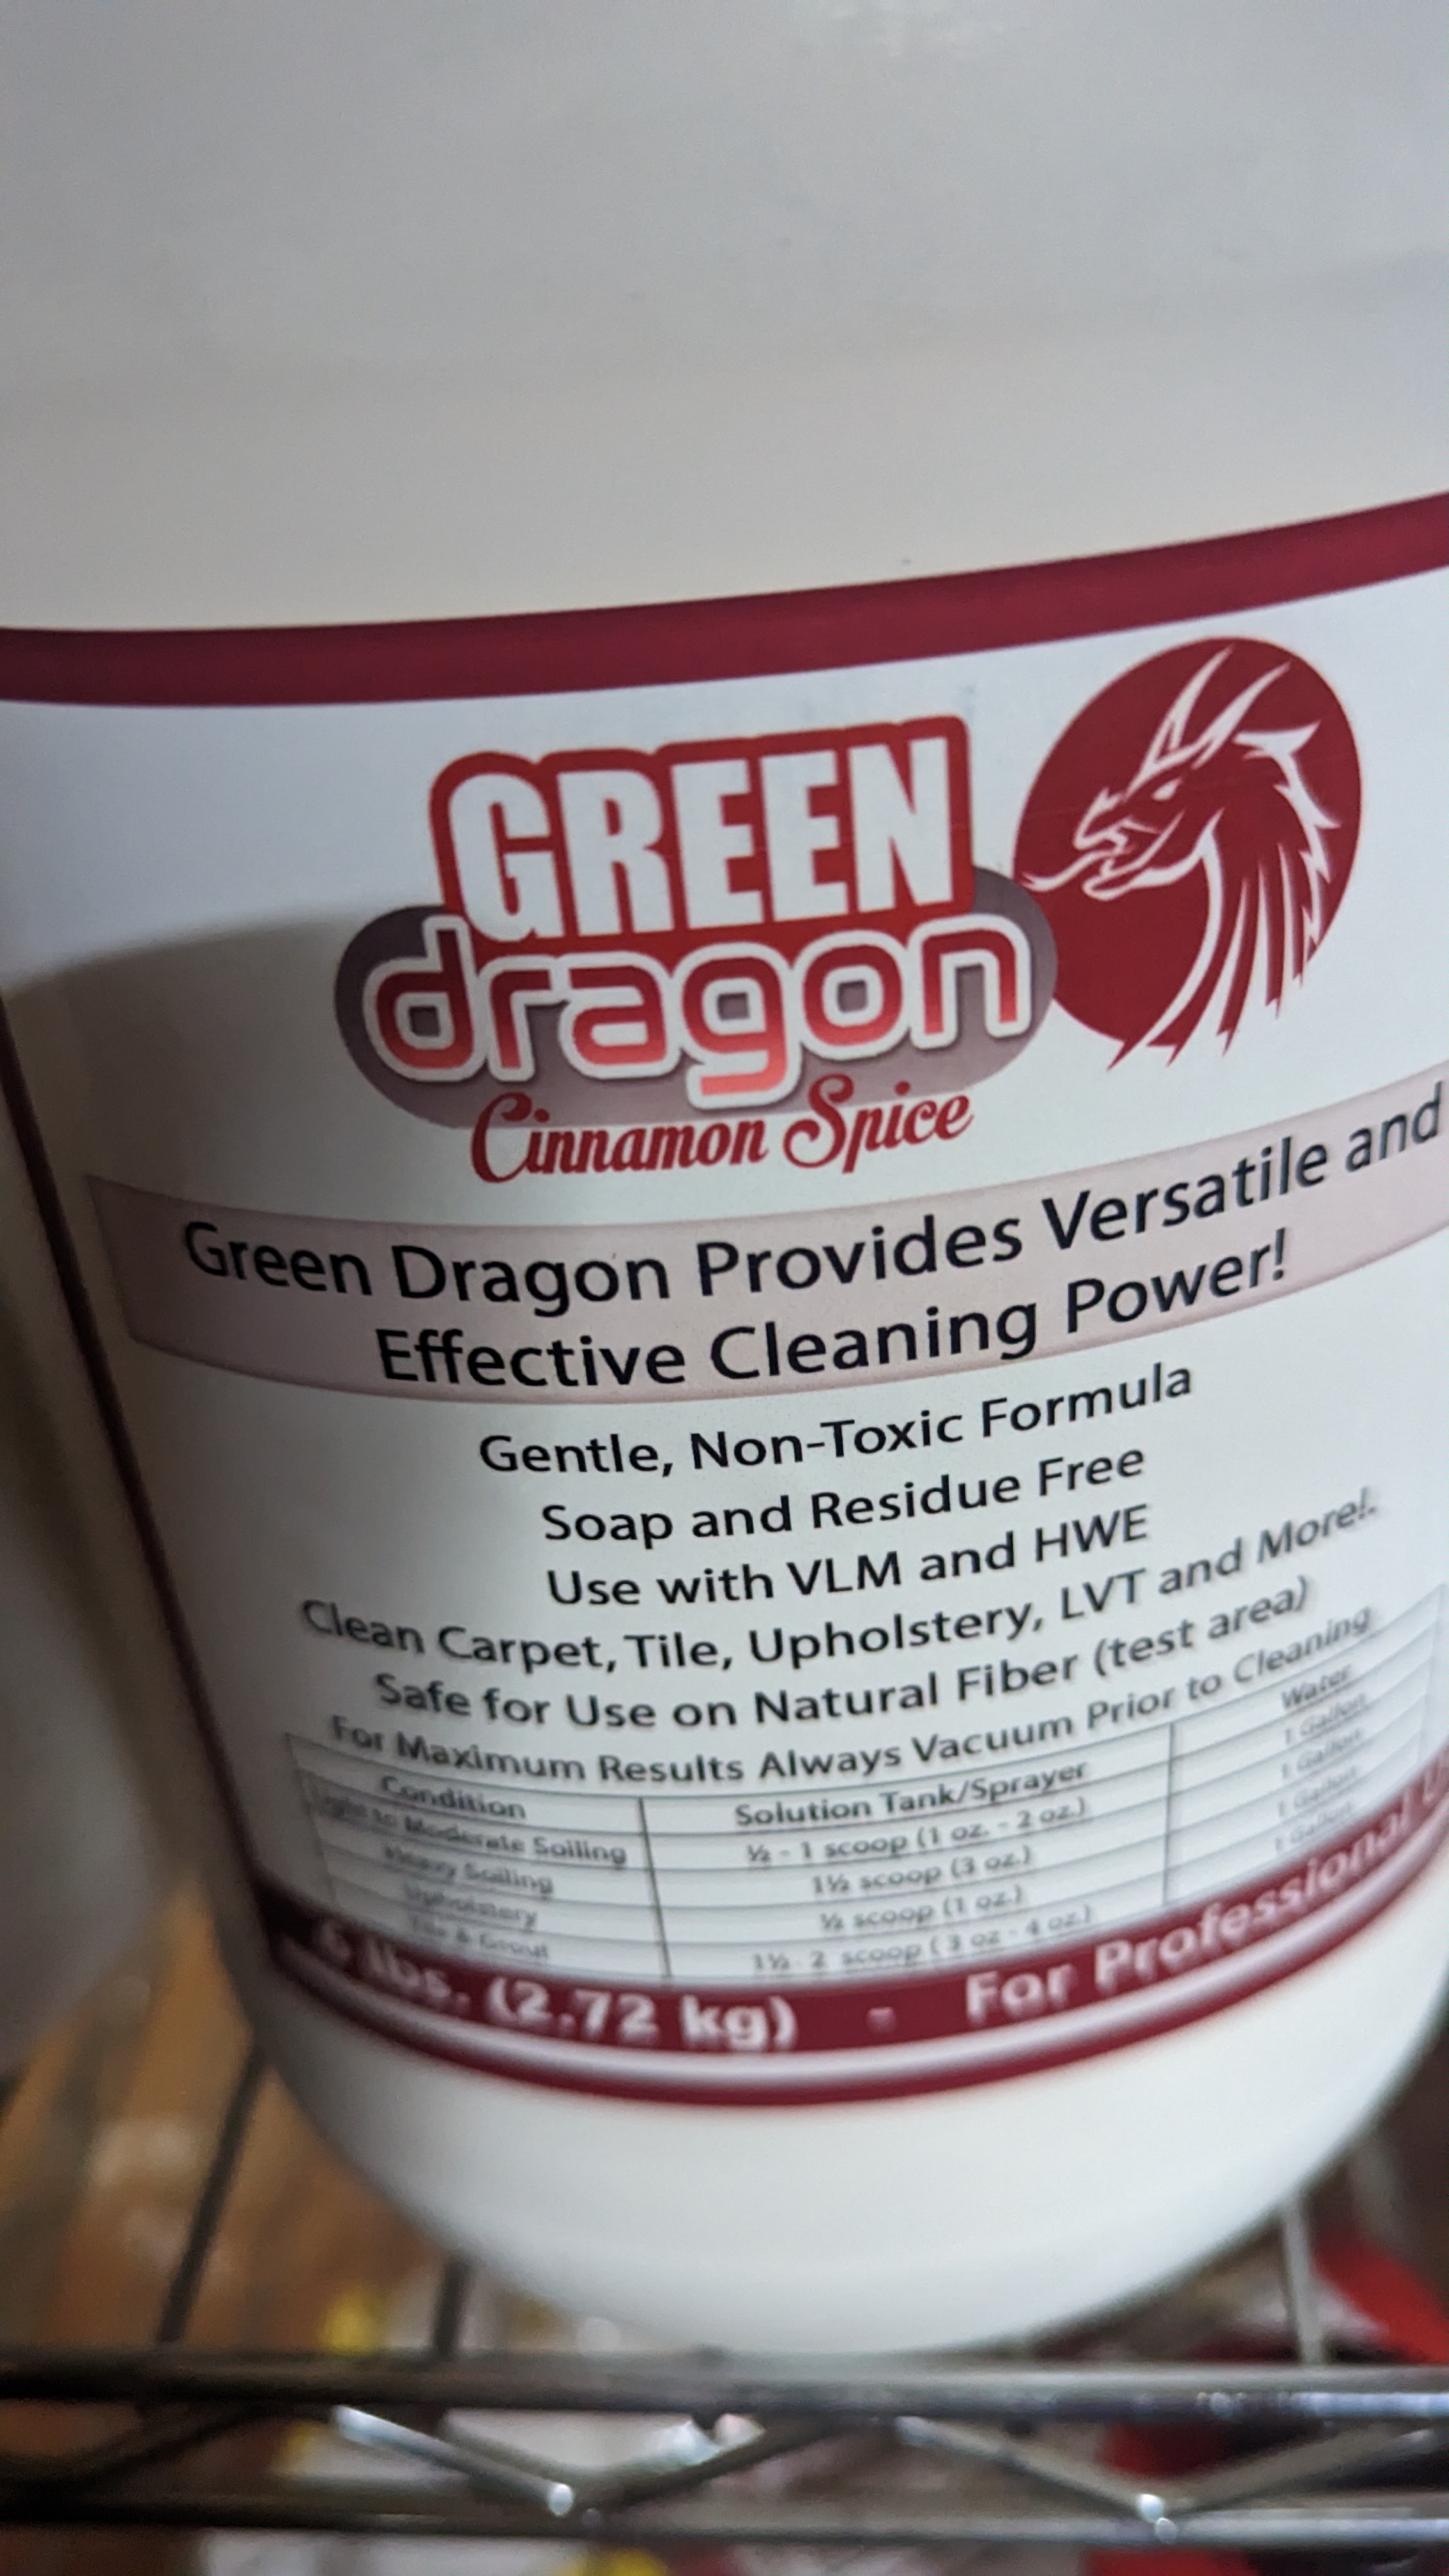 GREEN
dragon
Cinnamon Spice
Green Dragon Provides Versatile and
Effective Cleaning Power!
Gentle, Non-Toxic Formula
Soap and Residue Free
Use with VLM and HWE
Clean Carpet, Tile, Upholstery, LVT and More!.
Safe for Use on Natural Fiber (test area)
For Maximum Results Always Vacuum Prior to Cleaning
Condition Solution Tank/Sprayer Water
Light to Moderate Soiling ½ - 1 scoop (1 oz. - 2 oz.) 1 Gallon
Heavy Soiling 1½ scoop (3 oz.) 1 Gallon
Upholstery ½ scoop (1 oz.) 1 Gallon
Tile & Grout 1½ - 2 scoop (3 oz - 4 oz.) 1 Gallon
6 lbs. (2.72 kg) - For Professional